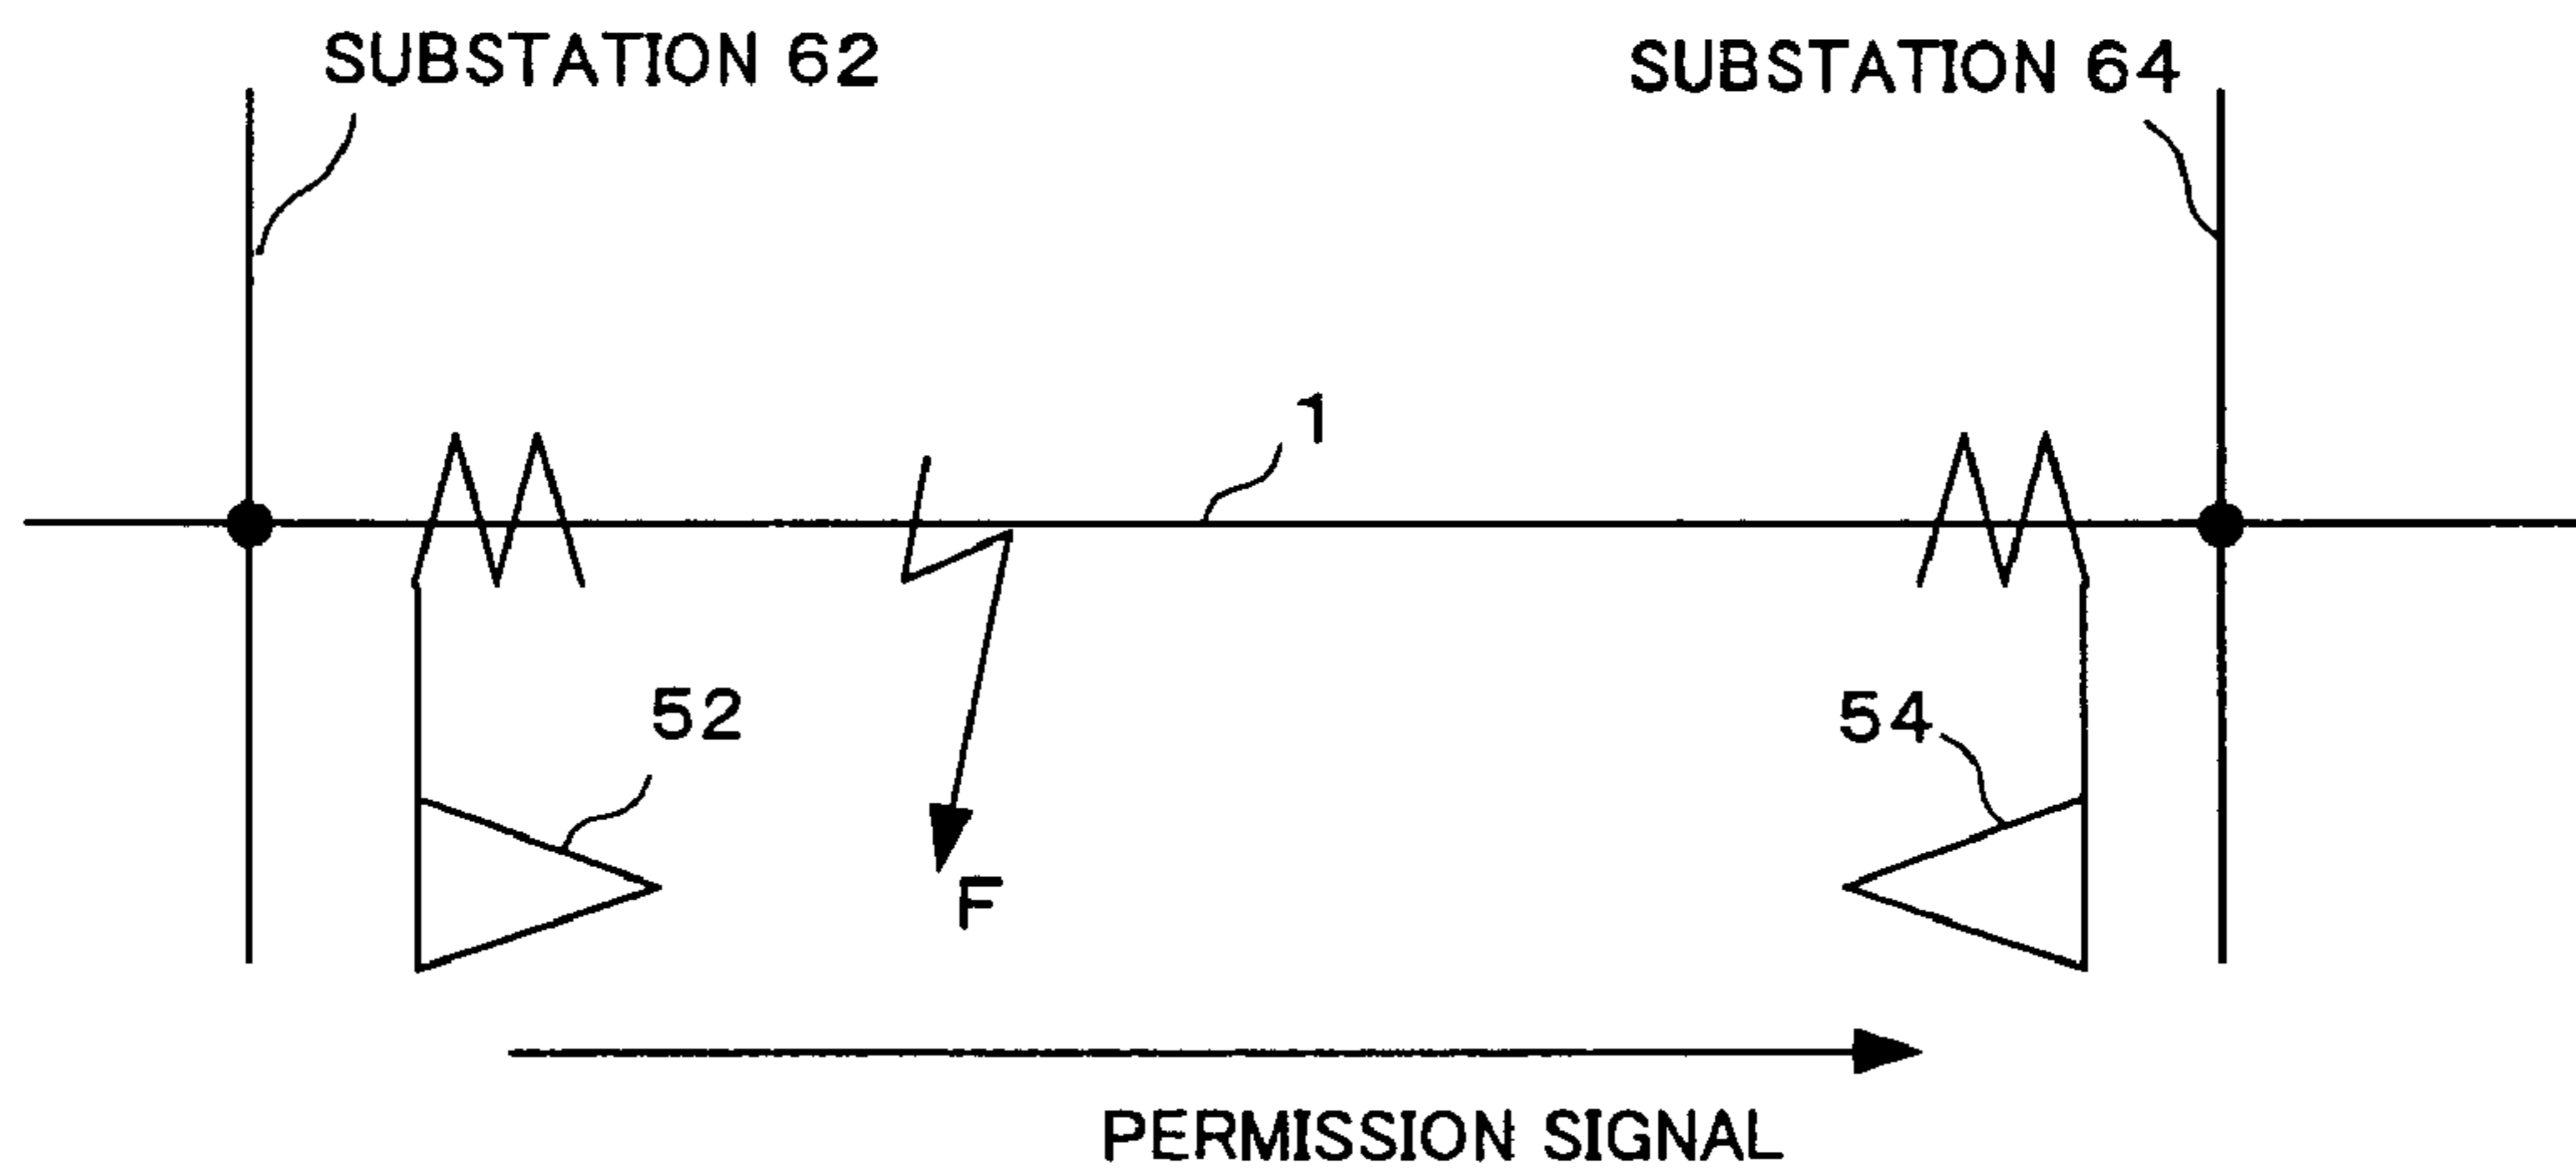 SUBSTATION 62
SUBSTATION 64
1
52
54
F
PERMISSION SIGNAL